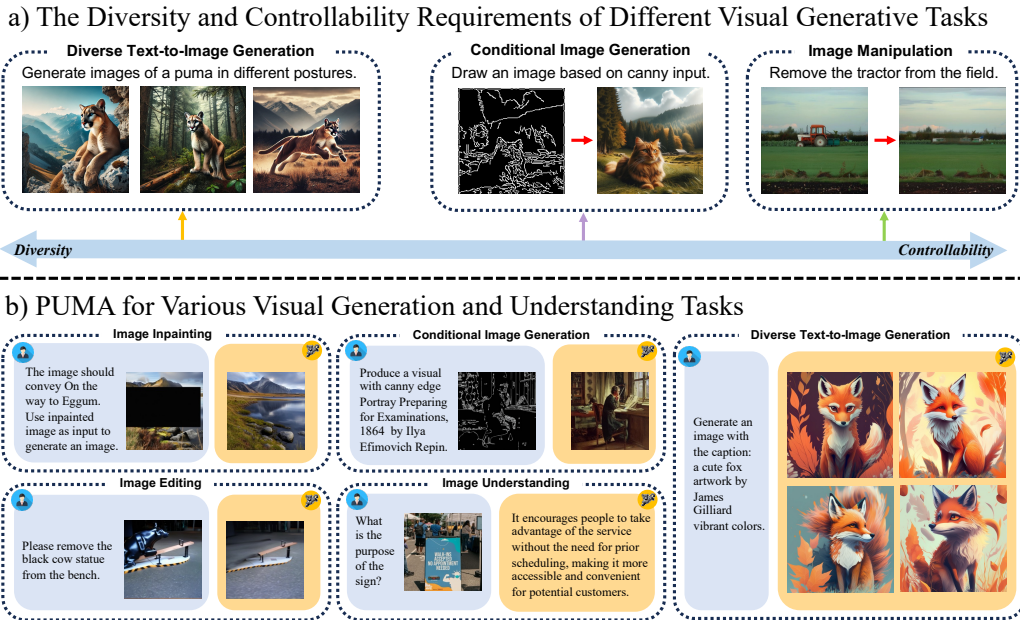 a) The Diversity and Controllability Requirements of Different Visual Generative Tasks
Diverse Text-to-Image Generation
Generate images of a puma in different postures.
Conditional Image Generation
Draw an image based on canny input.
Image Manipulation
Remove the tractor from the field.
Diversity
Controllability
b) PUMA for Various Visual Generation and Understanding Tasks
Image Inpainting
The image should
convey On the
way to Eggum.
Use inpainted
image as input to
generate an image.
Conditional Image Generation
Produce a visual
with canny edge
Portray Preparing
for Examinations,
1864 by Ilya
Efimovich Repin.
Diverse Text-to-Image Generation
Generate an
image with
the caption:
a cute fox
artwork by
James
Gilliard
vibrant colors.
Image Editing
Please remove the
black cow statue
from the bench.
Image Understanding
What
is the
purpose
of the
sign?
WALK-INS
ACCEPTED
NO APPOINTMENT
NEEDED
It encourages people to take
advantage of the service
without the need for prior
scheduling, making it more
accessible and convenient
for potential customers.